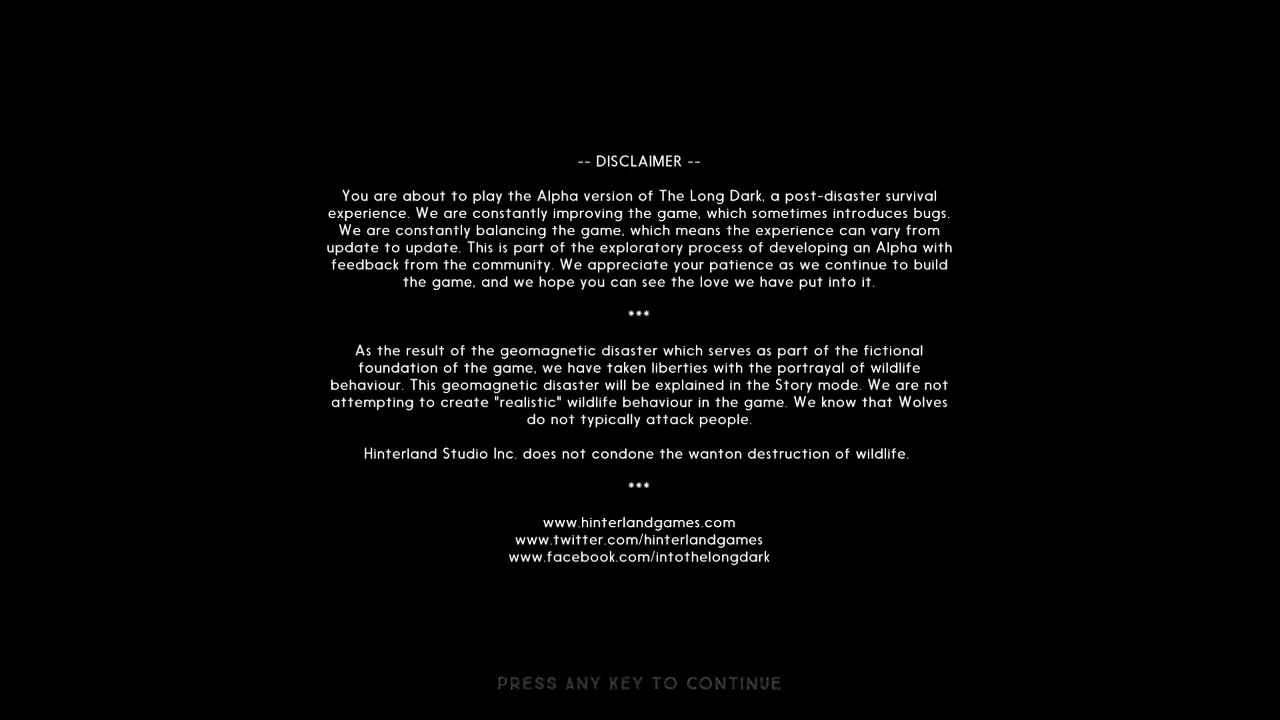 -- DISCLAIMER --
You are about to play the Alpha version of The Long Dark, a post-disaster survival
experience. We are constantly improving the game, which sometimes introduces bugs.
We are constantly balancing the game, which means the experience can vary from
update to update. This is part of the exploratory process of developing an Alpha with
feedback from the community. We appreciate your patience as we continue to build
the game, and we hope you can see the love we have put into it.
***
As the result of the geomagnetic disaster which serves as part of the fictional
foundation of the game, we have taken liberties with the portrayal of wildlife
behaviour. This geomagnetic disaster will be explained in the Story mode. We are not
attempting to create "realistic" wildlife behaviour in the game. We know that Wolves
do not typically attack people.
Hinterland Studio Inc. does not condone the wanton destruction of wildlife.
***
www.hinterlandgames.com
www.twitter.com/hinterlandgames
www.facebook.com/intothelongdark
PRESS ANY KEY TO CONTINUE